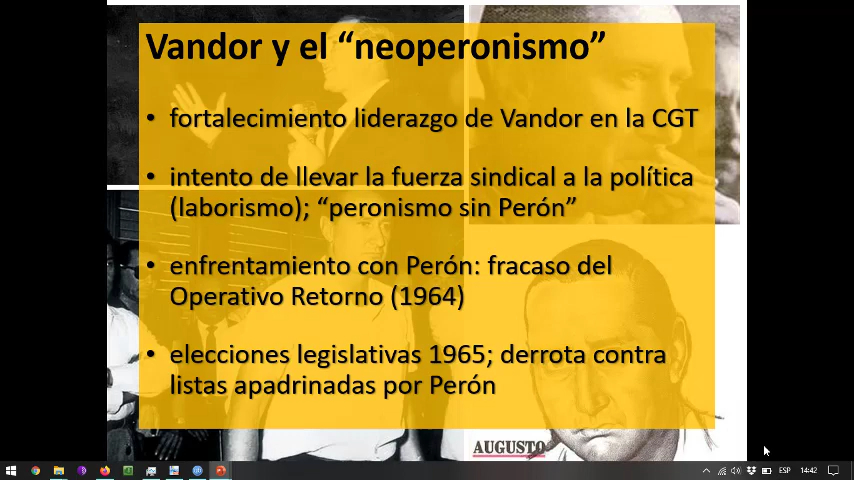 Vandor y el “neoperonismo”
• fortalecimiento liderazgo de Vandor en la CGT
• intento de llevar la fuerza sindical a la política
(laborismo); “peronismo sin Perón”
• enfrentamiento con Perón: fracaso del
Operativo Retorno (1964)
• elecciones legislativas 1965; derrota contra
listas apadrinadas por Perón
AUGUSTO
ESP
14:42